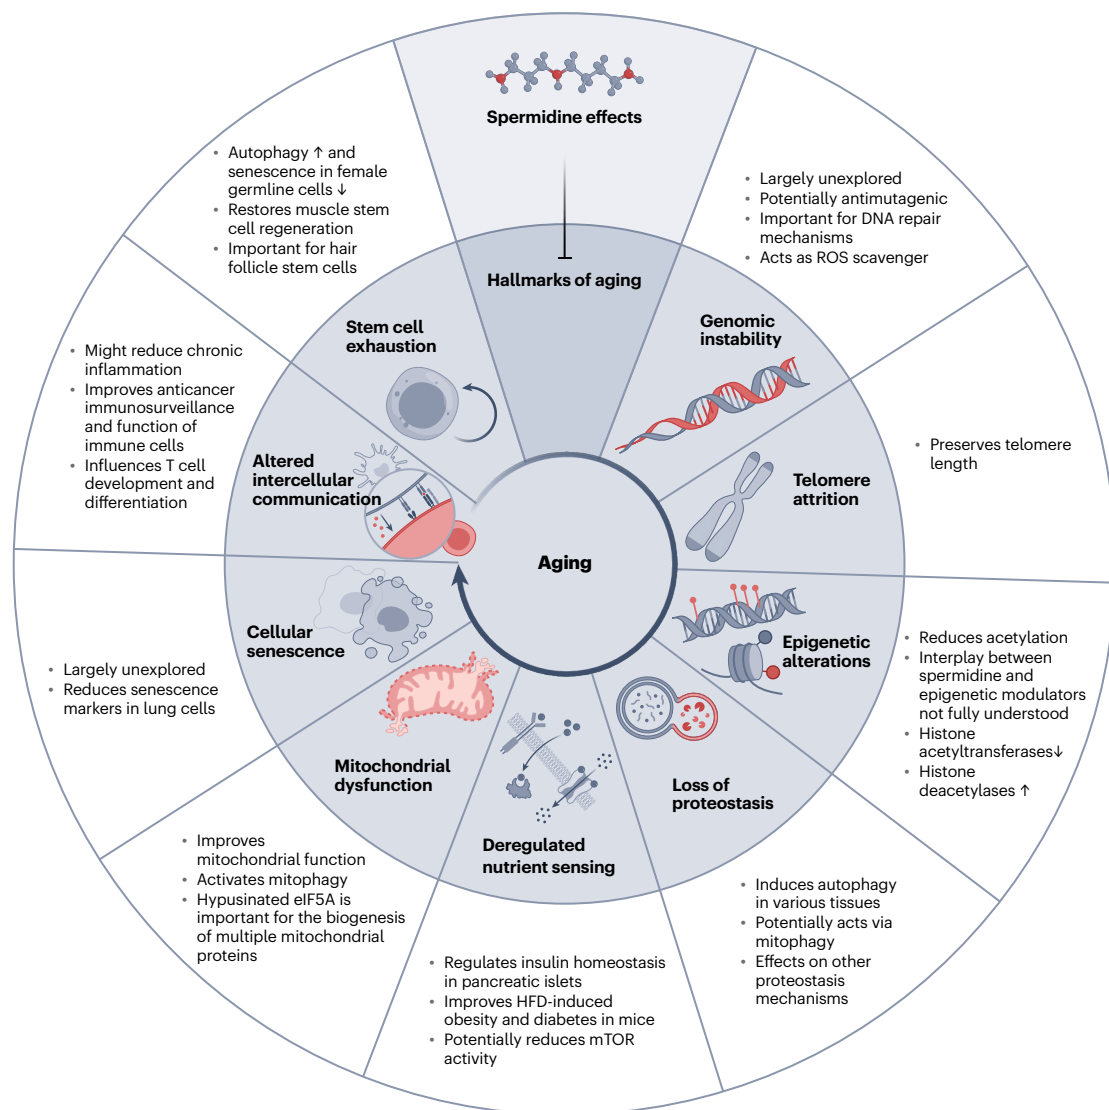 Spermidine effects
Hallmarks of aging
• Largely unexplored
• Potentially antimutagenic
• Important for DNA repair
mechanisms
• Acts as ROS scavenger
Genomic
instability
• Preserves telomere
length
Telomere
attrition
• Reduces acetylation
• Interplay between
spermidine and
epigenetic modulators
not fully understood
• Histone
acetyltransferases↓
• Histone
deacetylases ↑
Epigenetic
alterations
• Induces autophagy
in various tissues
• Potentially acts via
mitophagy
• Effects on other
proteostasis
mechanisms
Loss of
proteostasis
• Regulates insulin homeostasis
in pancreatic islets
• Improves HFD-induced
obesity and diabetes in mice
• Potentially reduces mTOR
activity
Deregulated
nutrient sensing
• Improves
mitochondrial function
• Activates mitophagy
• Hypusinated eIF5A is
important for the biogenesis
of multiple mitochondrial
proteins
Mitochondrial
dysfunction
• Largely unexplored
• Reduces senescence
markers in lung cells
Cellular
senescence
• Might reduce chronic
inflammation
• Improves anticancer
immunosurveillance
and function of
immune cells
• Influences T cell
development and
differentiation
Altered
intercellular
communication
• Autophagy ↑ and
senescence in female
germline cells ↓
• Restores muscle stem
cell regeneration
• Important for hair
follicle stem cells
Stem cell
exhaustion
Aging